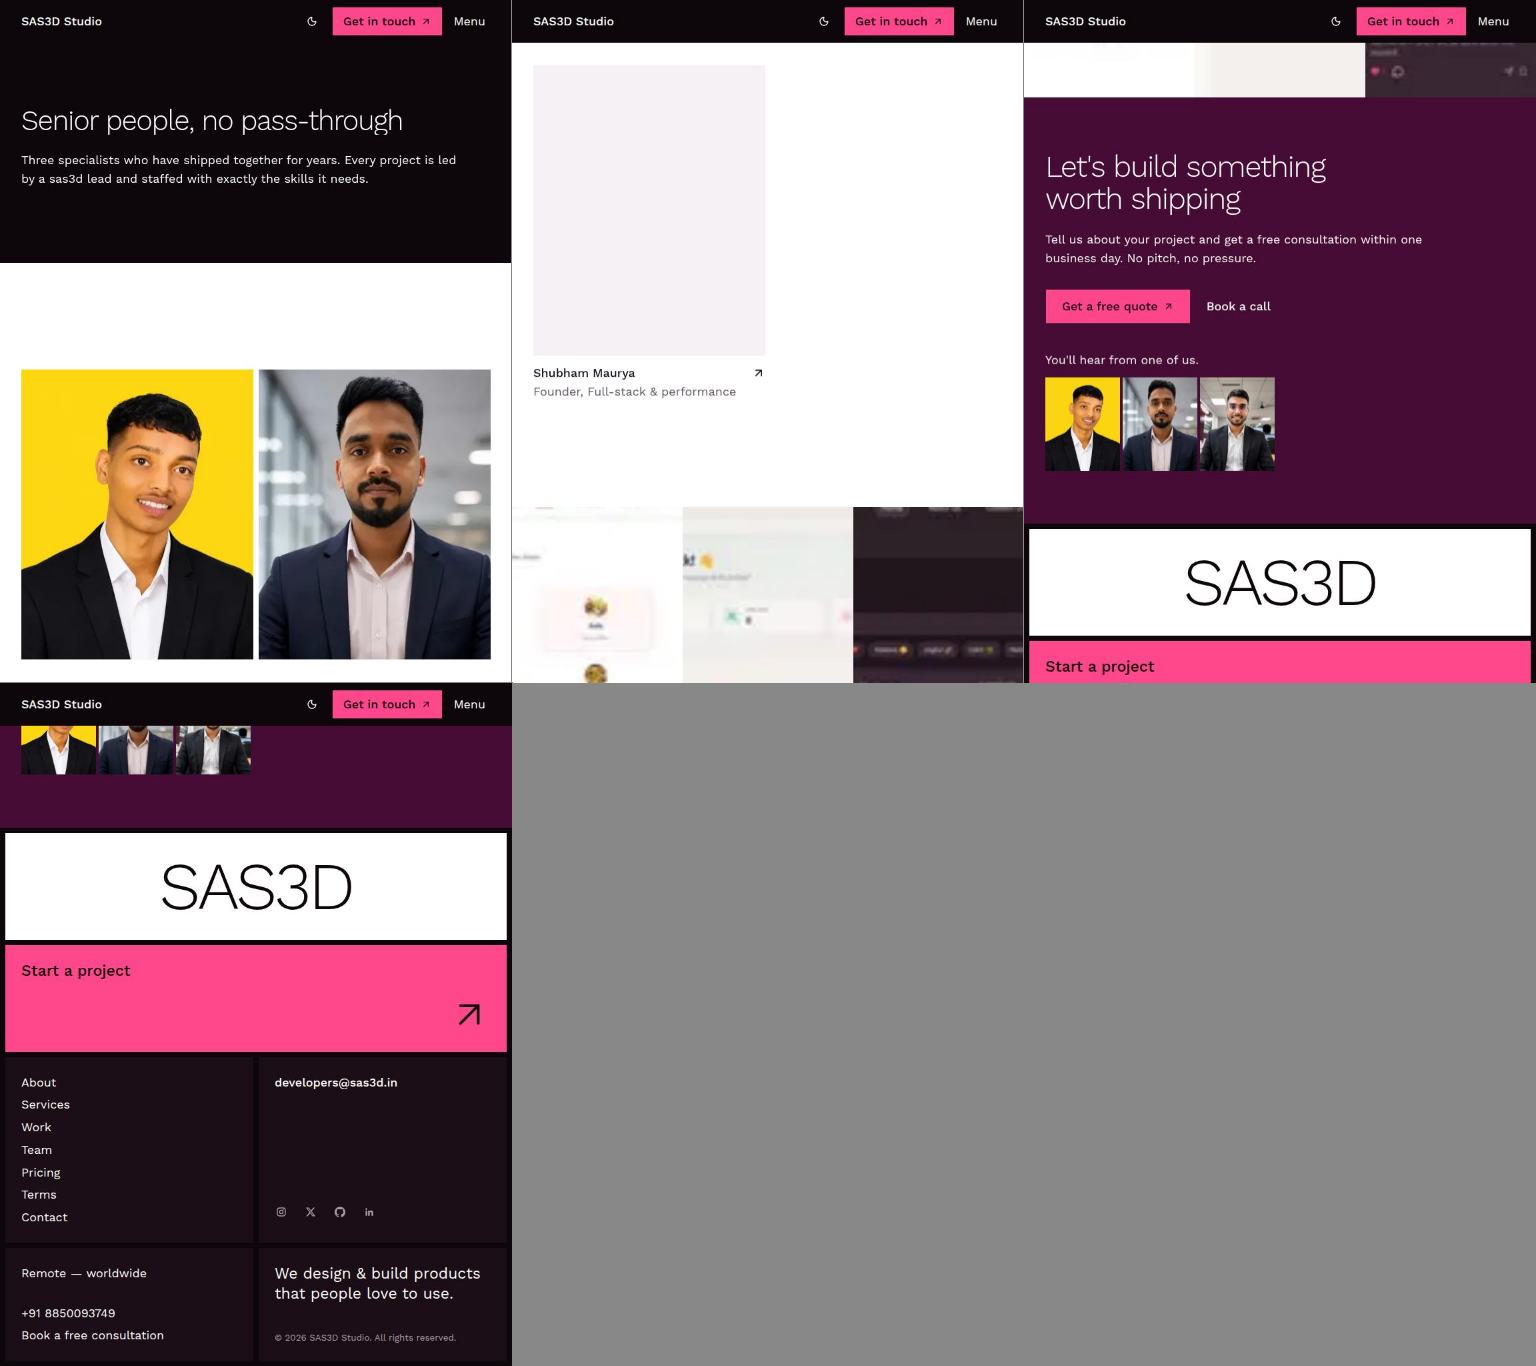 SAS3D Studio
Get in touch
Menu
Senior people, no pass-through
Three specialists who have shipped together for years. Every project is led
by a sas3d lead and staffed with exactly the skills it needs.
SAS3D Studio
Get in touch
Menu
Shubham Maurya
Founder, Full-stack & performance
SAS3D Studio
Get in touch
Menu
Let's build something
worth shipping
Tell us about your project and get a free consultation within one
business day. No pitch, no pressure.
Get a free quote
Book a call
You'll hear from one of us.
SAS3D
Start a project
SAS3D Studio
Get in touch
Menu
SAS3D
Start a project
About
Services
Work
Team
Pricing
Terms
Contact
developers@sas3d.in
Remote — worldwide
+91 8850093749
Book a free consultation
We design & build products
that people love to use.
© 2026 SAS3D Studio. All rights reserved.